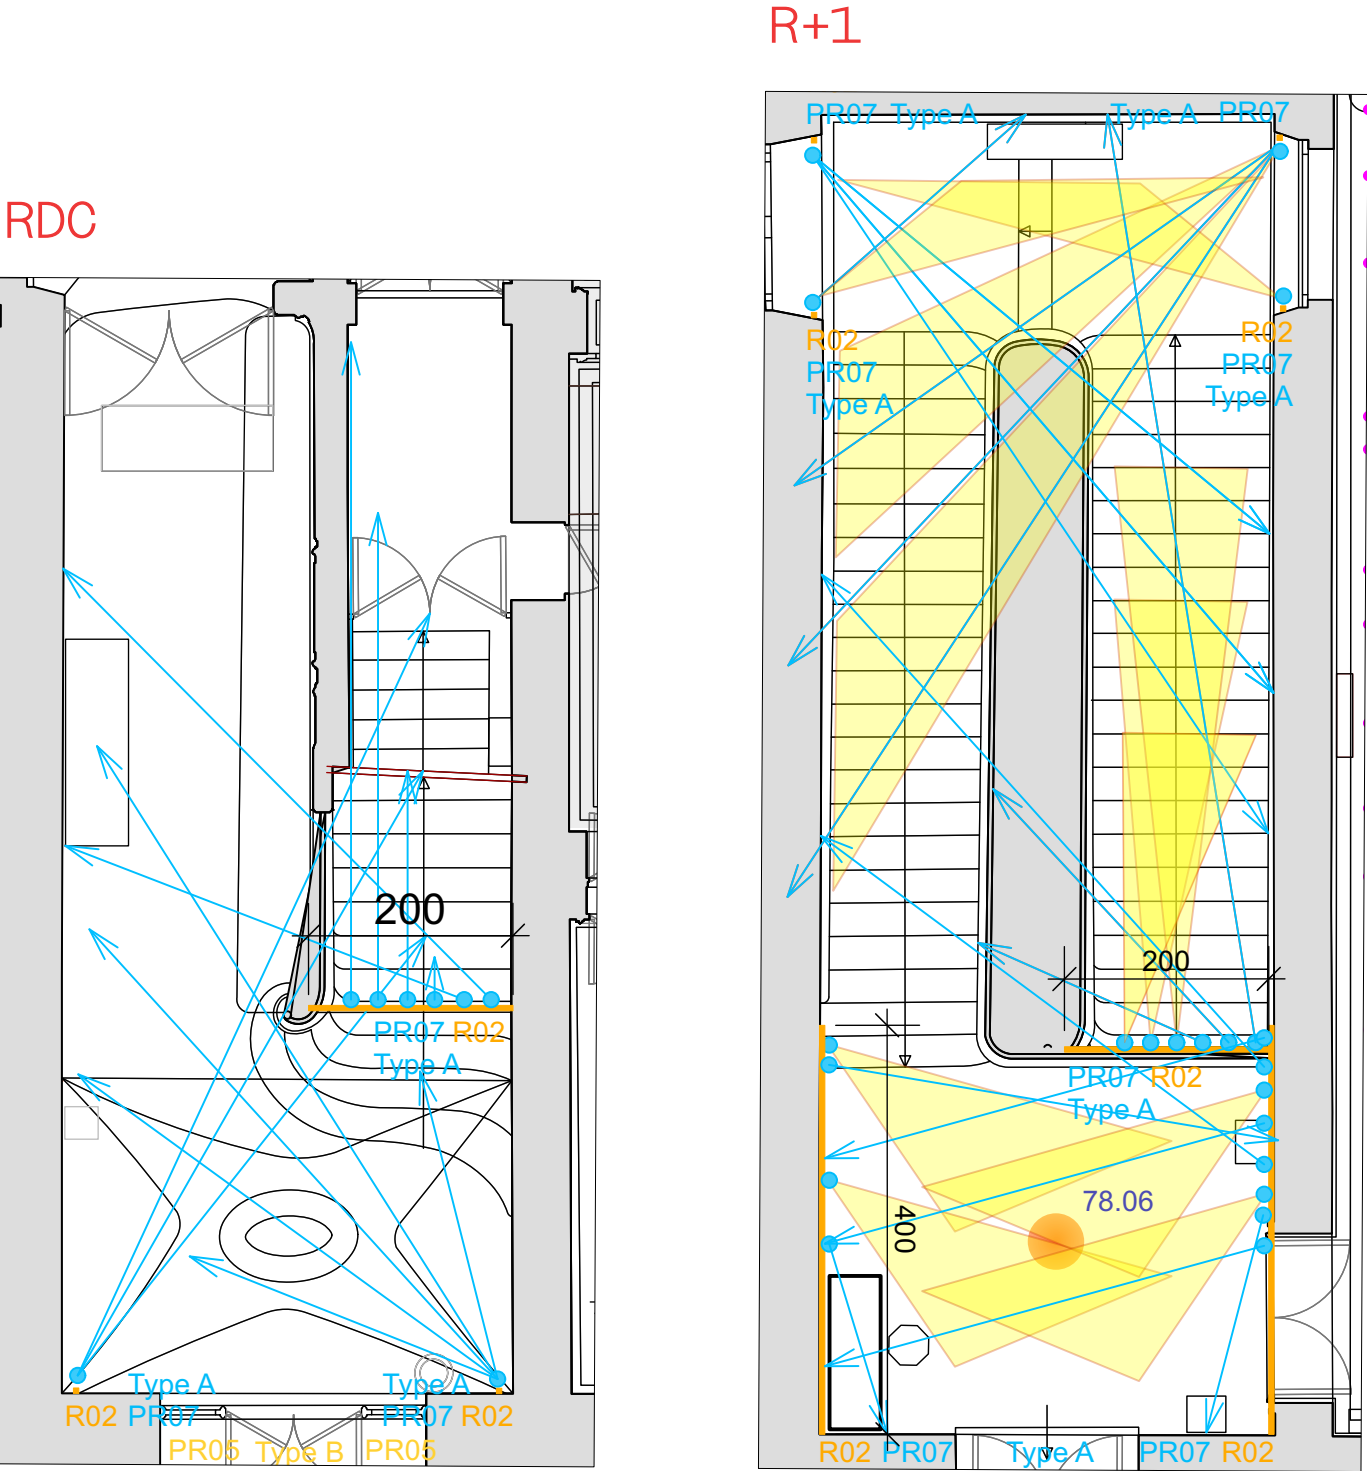 R+1
PR07 Type A Type A PR07
RDC
R02
PR07
Type A
R02
PR07
Type A
200
PR07 R02
Type A
200
PR07 R02
Type A
78.06
400
Type A Type A
R02 PR07 PR07 R02
PR05 Type B PR05
R02 PR07 Type A PR07 R02